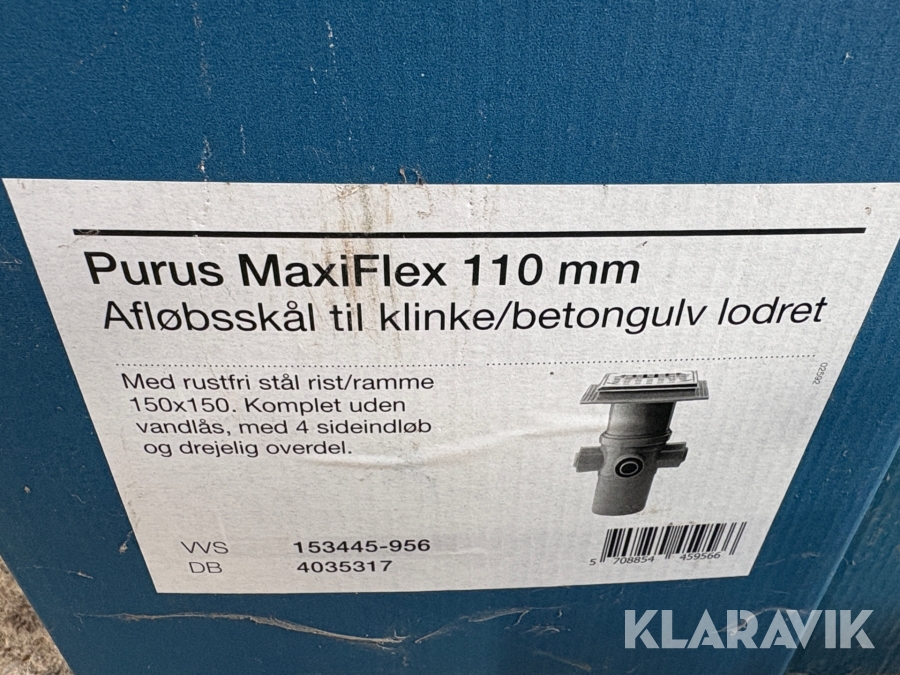 Purus MaxiFlex 110 mm
Afløbsskål til klinke/betongulv lodret
Med rustfri stål rist/ramme
150x150. Komplet uden
vandlås, med 4 sideindløb
og drejelig overdel.
02592
VVS 153445-956
DB 4035317
5 708854 459566
KLARAVIK